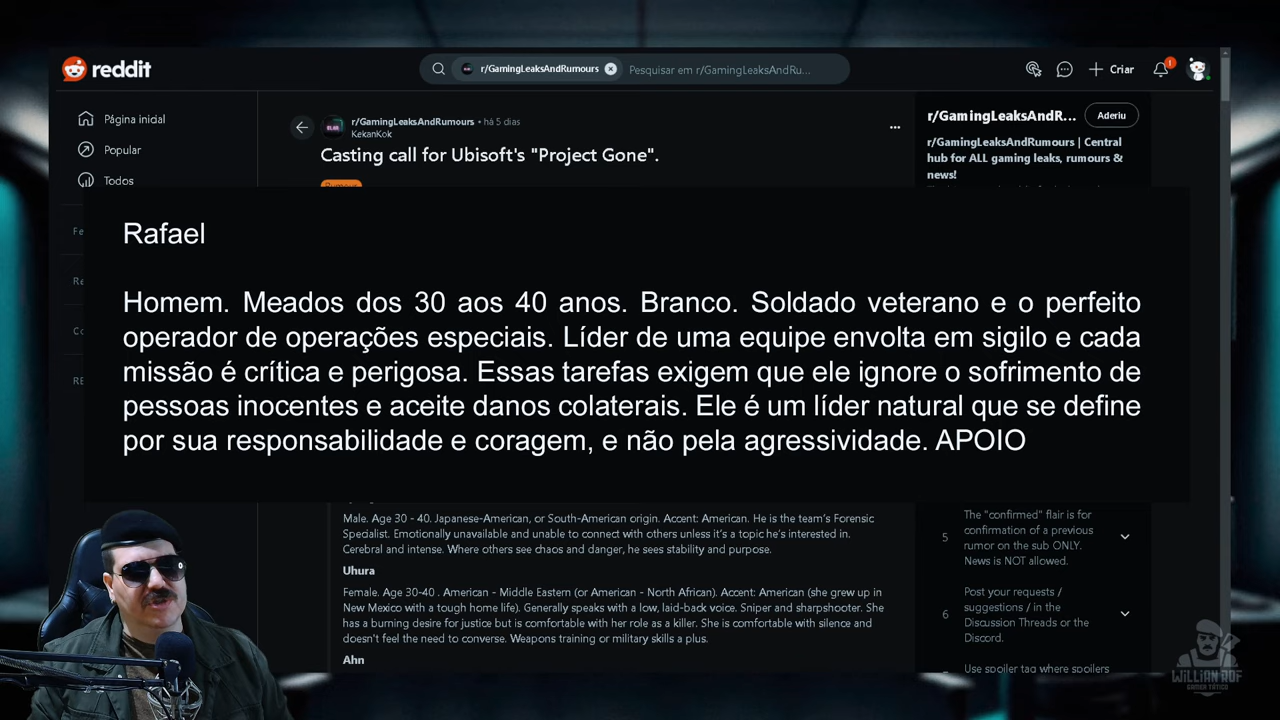 reddit
r/GamingLeaksAndRumours
Pesquisar em r/GamingLeaksAndRu...
Criar
Página inicial
Popular
Todos
r/GamingLeaksAndRumours • há 5 dias
KekanKok
Casting call for Ubisoft's "Project Gone".
r/GamingLeaksAndR...
Aderiu
r/GamingLeaksAndRumours | Central
hub for ALL gaming leaks, rumours &
news!
Rafael
Homem. Meados dos 30 aos 40 anos. Branco. Soldado veterano e o perfeito
operador de operações especiais. Líder de uma equipe envolta em sigilo e cada
missão é crítica e perigosa. Essas tarefas exigem que ele ignore o sofrimento de
pessoas inocentes e aceite danos colaterais. Ele é um líder natural que se define
por sua responsabilidade e coragem, e não pela agressividade. APOIO
Male. Age 30 - 40. Japanese-American, or South-American origin. Accent: American. He is the team's Forensic
Specialist. Emotionally unavailable and unable to connect with others unless it's a topic he's interested in.
Cerebral and intense. Where others see chaos and danger, he sees stability and purpose.
Uhura
Female. Age 30-40 . American - Middle Eastern (or American - North African). Accent: American (she grew up in
New Mexico with a tough home life). Generally speaks with a low, laid-back voice. Sniper and sharpshooter. She
has a burning desire for justice but is comfortable with her role as a killer. She is comfortable with silence and
doesn't feel the need to converse. Weapons training or military skills a plus.
Ahn
The "confirmed" flair is for
5 confirmation of a previous
rumor on the sub ONLY.
News is NOT allowed.
Post your requests /
6 suggestions / in the
Discussion Threads or the
Discord.
Use spoiler tag where spoilers
WILLIAN ROF
GAMER TÁTICO